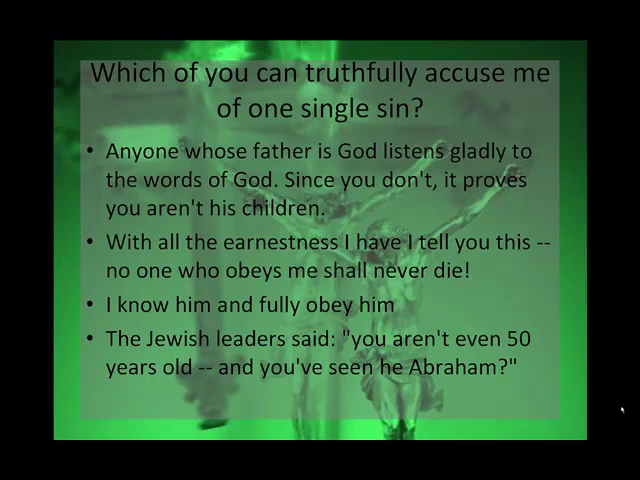 Which of you can truthfully accuse me
of one single sin?
• Anyone whose father is God listens gladly to
the words of God. Since you don't, it proves
you aren't his children.
• With all the earnestness I have I tell you this --
no one who obeys me shall never die!
• I know him and fully obey him
• The Jewish leaders said: "you aren't even 50
years old -- and you've seen he Abraham?"